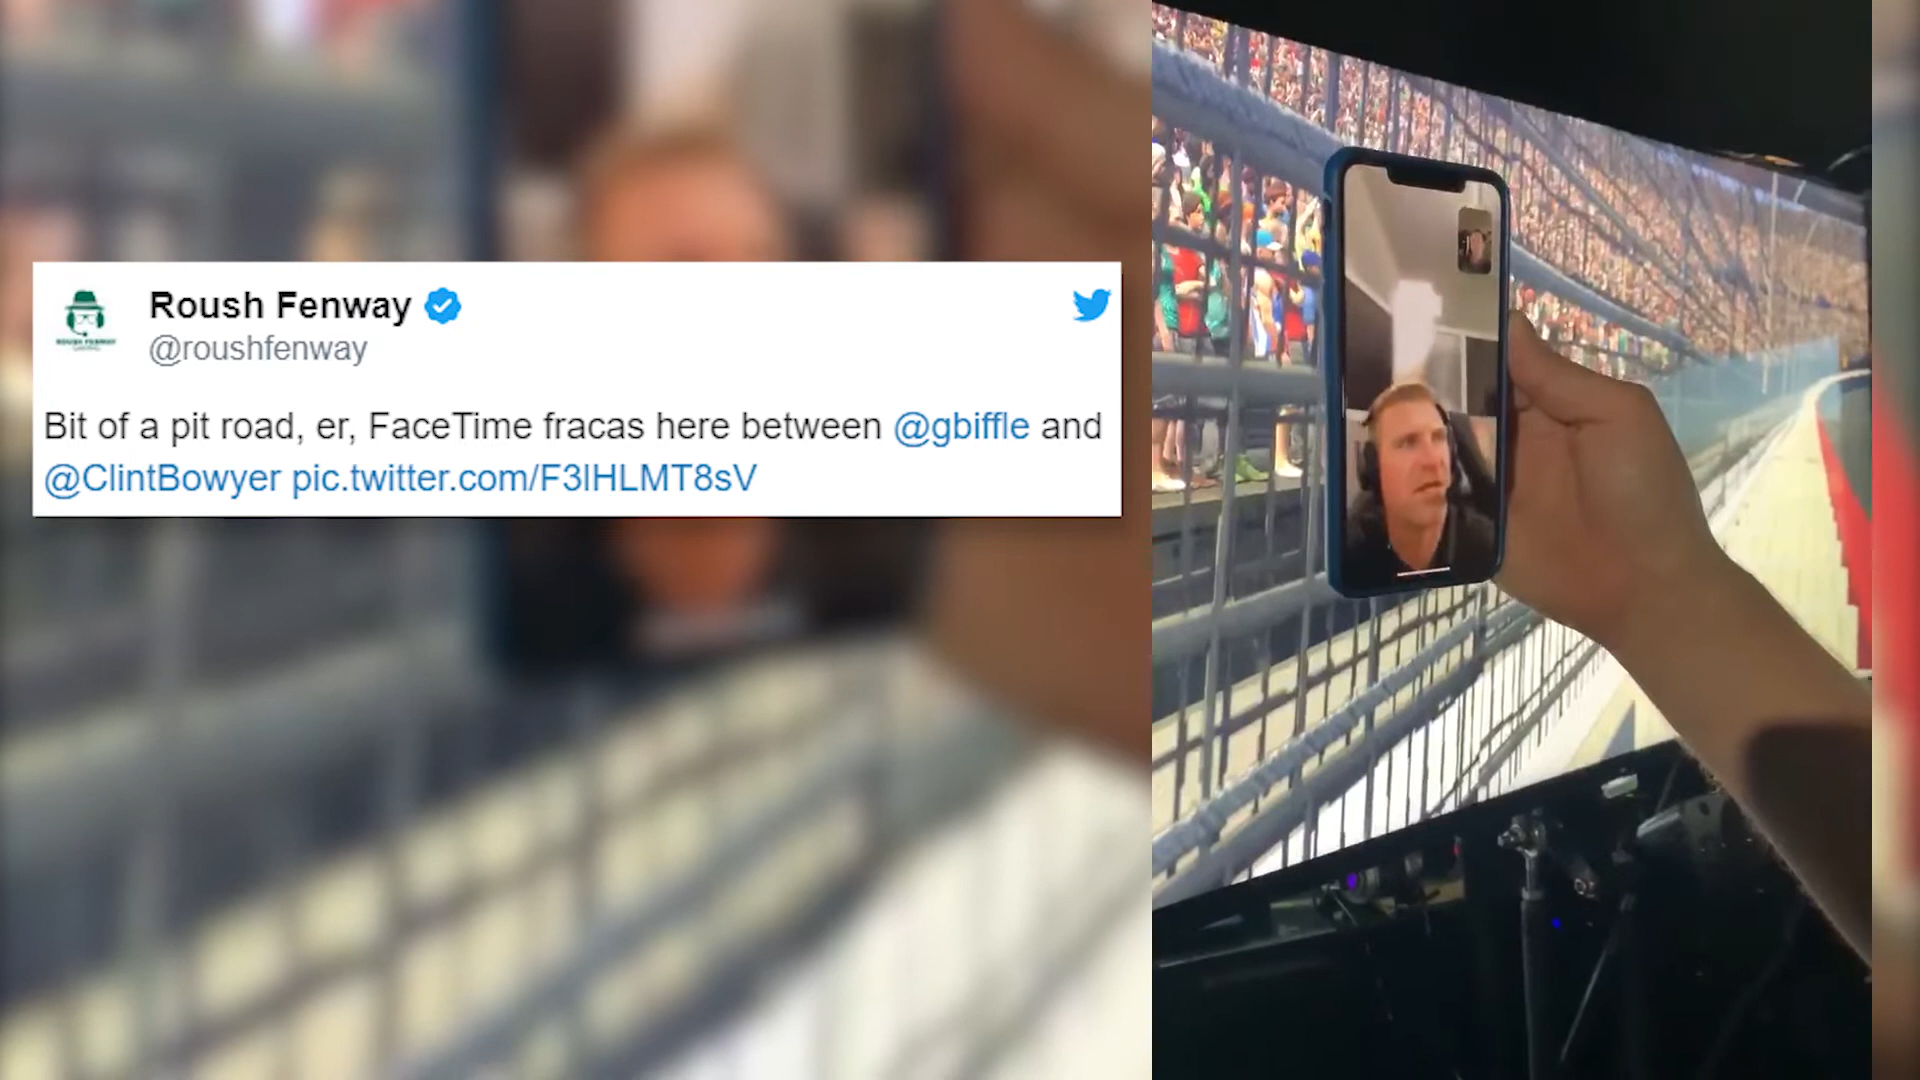 Roush Fenway
@roushfenway
Bit of a pit road, er, FaceTime fracas here between @gbiffle and
@ClintBowyer pic.twitter.com/F3lHLMT8sV